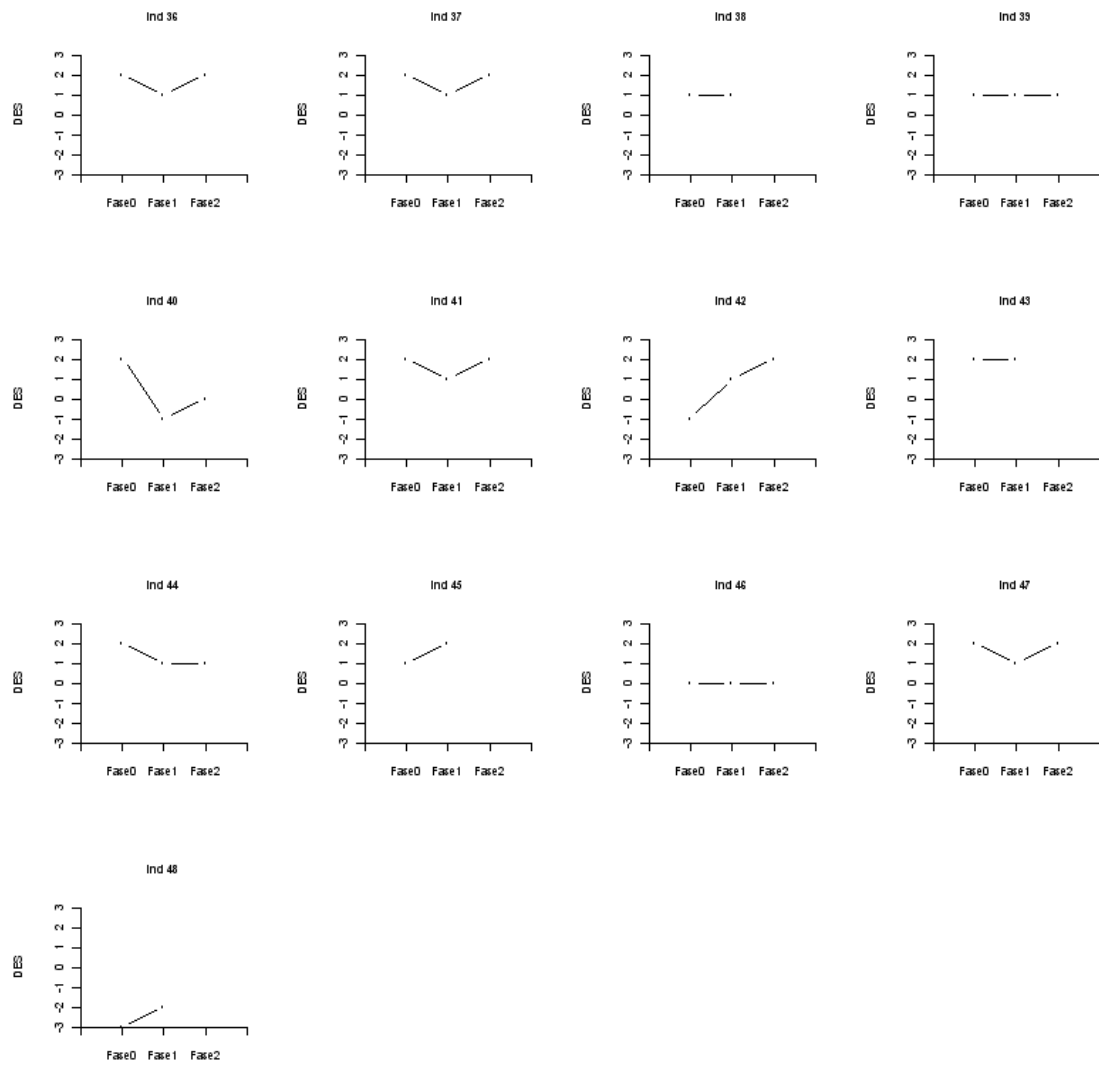 Ind 36
Ind 37
Ind 38
Ind 39
DES
3
2
1
0
-1
-2
-3
Fase0 Fase1 Fase2
DES
3
2
1
0
-1
-2
-3
Fase0 Fase1 Fase2
DES
3
2
1
0
-1
-2
-3
Fase0 Fase1 Fase2
DES
3
2
1
0
-1
-2
-3
Fase0 Fase1 Fase2
Ind 40
Ind 41
Ind 42
Ind 43
DES
3
2
1
0
-1
-2
-3
Fase0 Fase1 Fase2
DES
3
2
1
0
-1
-2
-3
Fase0 Fase1 Fase2
DES
3
2
1
0
-1
-2
-3
Fase0 Fase1 Fase2
DES
3
2
1
0
-1
-2
-3
Fase0 Fase1 Fase2
Ind 44
Ind 45
Ind 46
Ind 47
DES
3
2
1
0
-1
-2
-3
Fase0 Fase1 Fase2
DES
3
2
1
0
-1
-2
-3
Fase0 Fase1 Fase2
DES
3
2
1
0
-1
-2
-3
Fase0 Fase1 Fase2
DES
3
2
1
0
-1
-2
-3
Fase0 Fase1 Fase2
Ind 48
DES
3
2
1
0
-1
-2
-3
Fase0 Fase1 Fase2